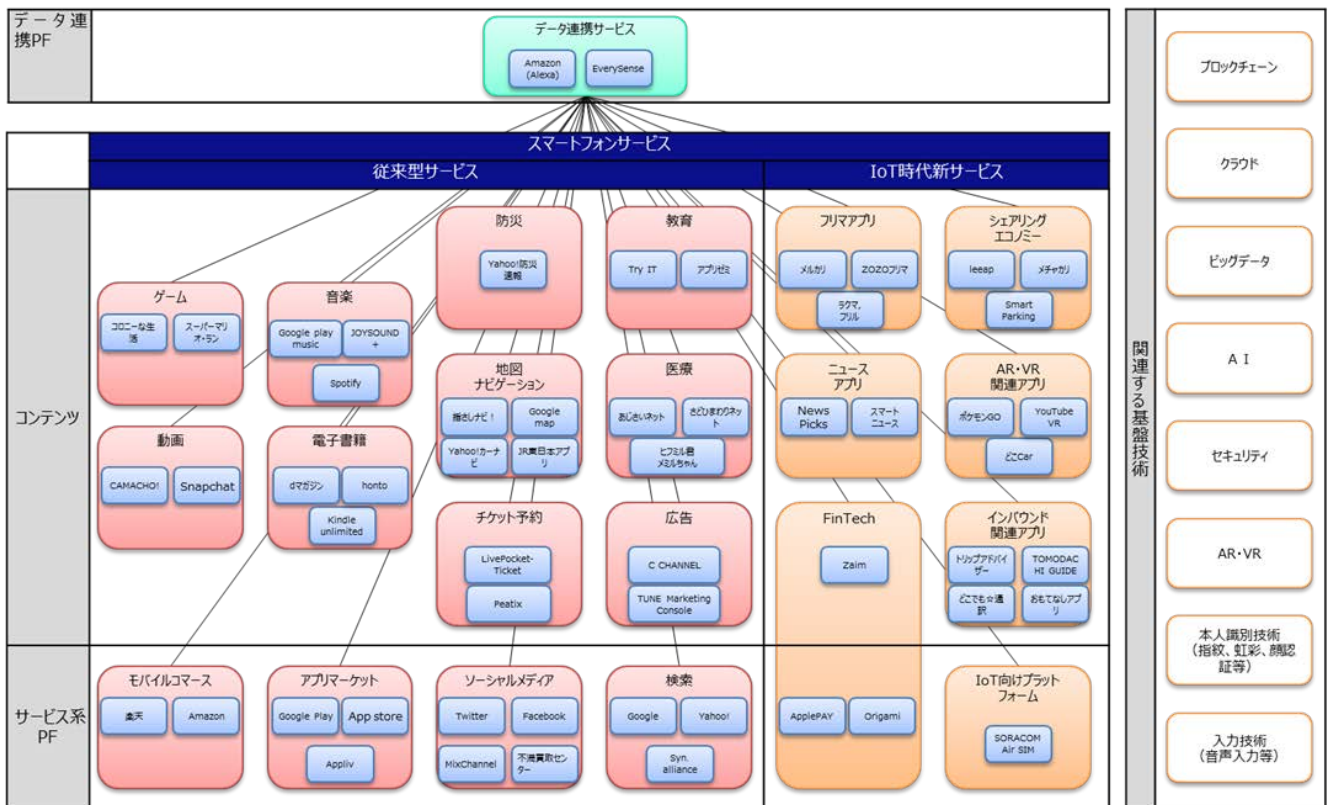 データ連
携PF
データ連携サービス
Amazon
(Alexa)
EverySense
スマートフォンサービス
従来型サービス
IoT時代新サービス
コンテンツ
ゲーム
コロニーな生
活
スーパーマリ
オ・ラン
音楽
Google play
music
JOYSOUND
+
Spotify
防災
Yahoo!防災
速報
教育
Try IT
アプリゼミ
フリマアプリ
メルカリ
ZOZOフリマ
ラクマ,
フリル
シェアリング
エコノミー
leeap
メチャカリ
Smart
Parking
動画
CAMACHO!
Snapchat
電子書籍
dマガジン
honto
Kindle
unlimited
地図
ナビゲーション
指さしナビ！
Google
map
Yahoo!カーナ
ビ
JR東日本アプ
リ
医療
あじさいネット
さどひまわりネッ
ト
ヒフミル君
メミルちゃん
ニュース
アプリ
News
Picks
スマート
ニュース
AR・VR
関連アプリ
ポケモンGO
YouTube
VR
どこCar
チケット予約
LivePocket-
Ticket
Peatix
広告
C CHANNEL
TUNE Marketing
Console
FinTech
Zaim
インバウンド
関連アプリ
トリップアドバイ
ザー
TOMODAC
HI GUIDE
どこでも☆通
訳
おもてなしアプ
リ
サービス系
PF
モバイルコマース
楽天
Amazon
アプリマーケット
Google Play
App store
Appliv
ソーシャルメディア
Twitter
Facebook
MixChannel
不満買取セン
ター
検索
Google
Yahoo!
Syn.
alliance
ApplePAY
Origami
IoT向けプラット
フォーム
SORACOM
Air SIM
関連する基盤技術
ブロックチェーン
クラウド
ビッグデータ
ＡＩ
セキュリティ
AR・VR
本人識別技術
（指紋、虹彩、顔認
証等）
入力技術
（音声入力等）